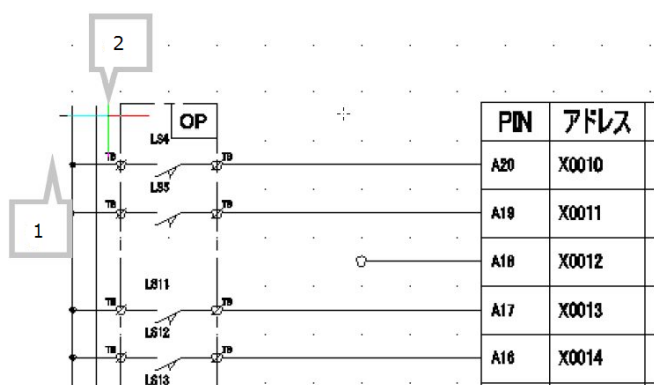 2
OP
PIN アドレス
LS4
TB TB
A20 X0010
LS5
TB TB
A19 X0011
1
A18 X0012
LS11
TB TB
A17 X0013
LS12
TB TB
A16 X0014
LS13